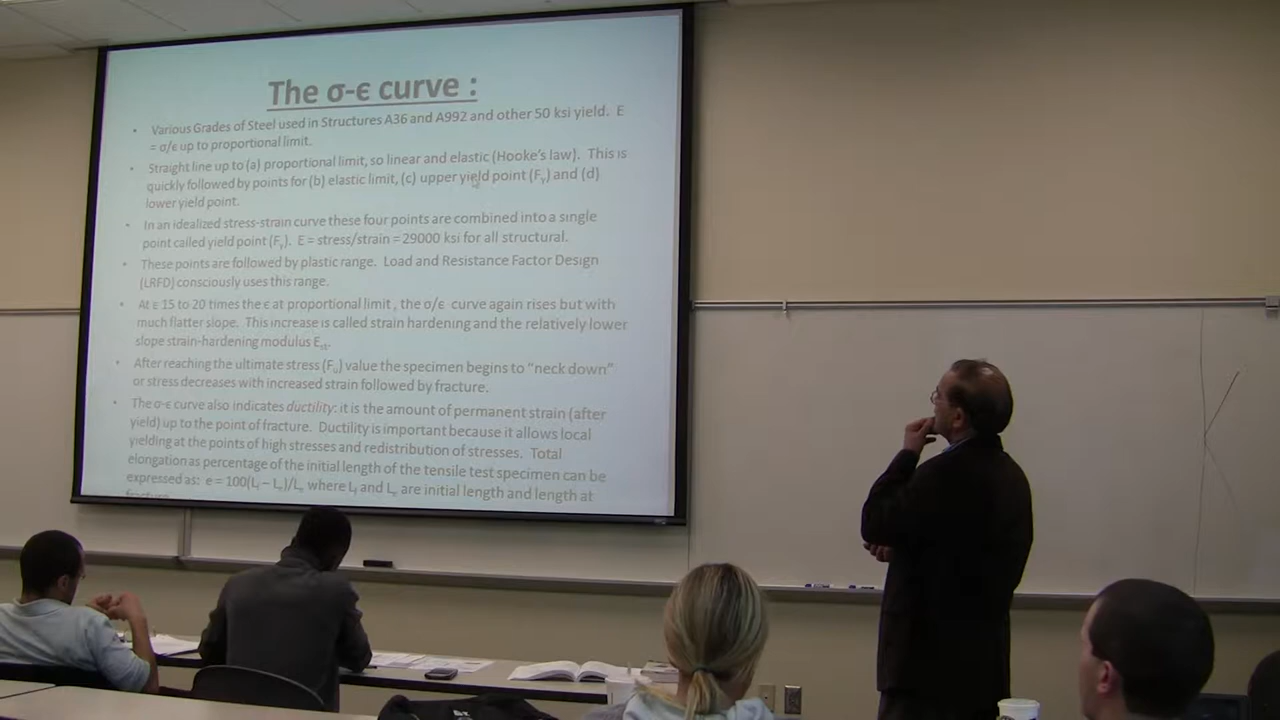 The σ-є curve :
• Various Grades of Steel used in Structures A36 and A992 and other 50 ksi yield. E
= σ/є up to proportional limit.
• Straight line up to (a) proportional limit, so linear and elastic (Hooke's law). This is
quickly followed by points for (b) elastic limit, (c) upper yield point (Fy) and (d)
lower yield point.
• In an idealized stress-strain curve these four points are combined into a single
point called yield point (Fy). E = stress/strain = 29000 ksi for all structural.
• These points are followed by plastic range. Load and Resistance Factor Design
(LRFD) consciously uses this range.
• At є 15 to 20 times the є at proportional limit , the σ/є curve again rises but with
much flatter slope. This increase is called strain hardening and the relatively lower
slope strain-hardening modulus Est.
• After reaching the ultimate stress (Fu) value the specimen begins to "neck down"
or stress decreases with increased strain followed by fracture.
• The σ-є curve also indicates ductility: it is the amount of permanent strain (after
yield) up to the point of fracture. Ductility is important because it allows local
yielding at the points of high stresses and redistribution of stresses. Total
elongation as percentage of the initial length of the tensile test specimen can be
expressed as: e = 100(Lf – Lo)/Lo where Lf and Lo are initial length and length at